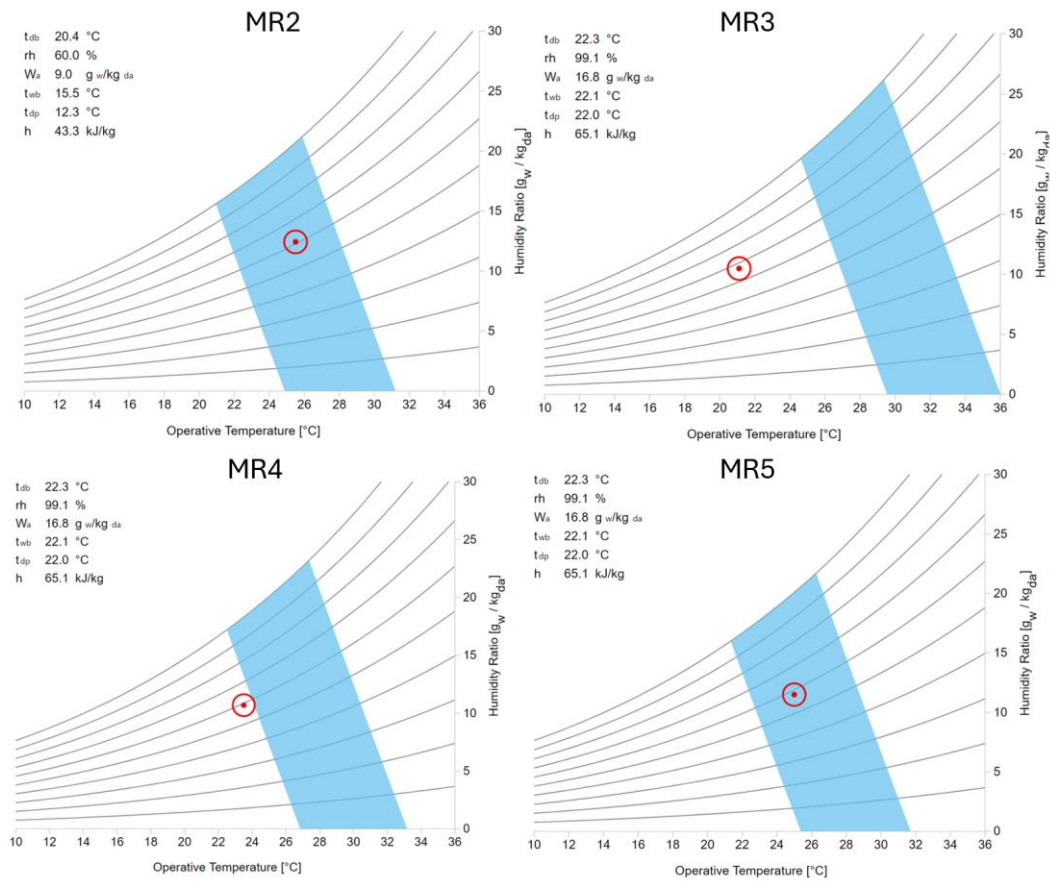 MR2
tdb 20.4 °C
rh 60.0 %
Wa 9.0 g w/kg da
twb 15.5 °C
tdp 12.3 °C
h 43.3 kJ/kg
30
25
20
15
10
5
0
Humidity Ratio [gw / kgda]
10 12 14 16 18 20 22 24 26 28 30 32 34 36
Operative Temperature [°C]
MR3
tdb 22.3 °C
rh 99.1 %
Wa 16.8 g w/kg da
twb 22.1 °C
tdp 22.0 °C
h 65.1 kJ/kg
30
25
20
15
10
5
0
Humidity Ratio [gw / kgda]
10 12 14 16 18 20 22 24 26 28 30 32 34 36
Operative Temperature [°C]
MR4
tdb 22.3 °C
rh 99.1 %
Wa 16.8 g w/kg da
twb 22.1 °C
tdp 22.0 °C
h 65.1 kJ/kg
30
25
20
15
10
5
0
Humidity Ratio [gw / kgda]
10 12 14 16 18 20 22 24 26 28 30 32 34 36
Operative Temperature [°C]
MR5
tdb 22.3 °C
rh 99.1 %
Wa 16.8 g w/kg da
twb 22.1 °C
tdp 22.0 °C
h 65.1 kJ/kg
30
25
20
15
10
5
0
Humidity Ratio [gw / kgda]
10 12 14 16 18 20 22 24 26 28 30 32 34 36
Operative Temperature [°C]